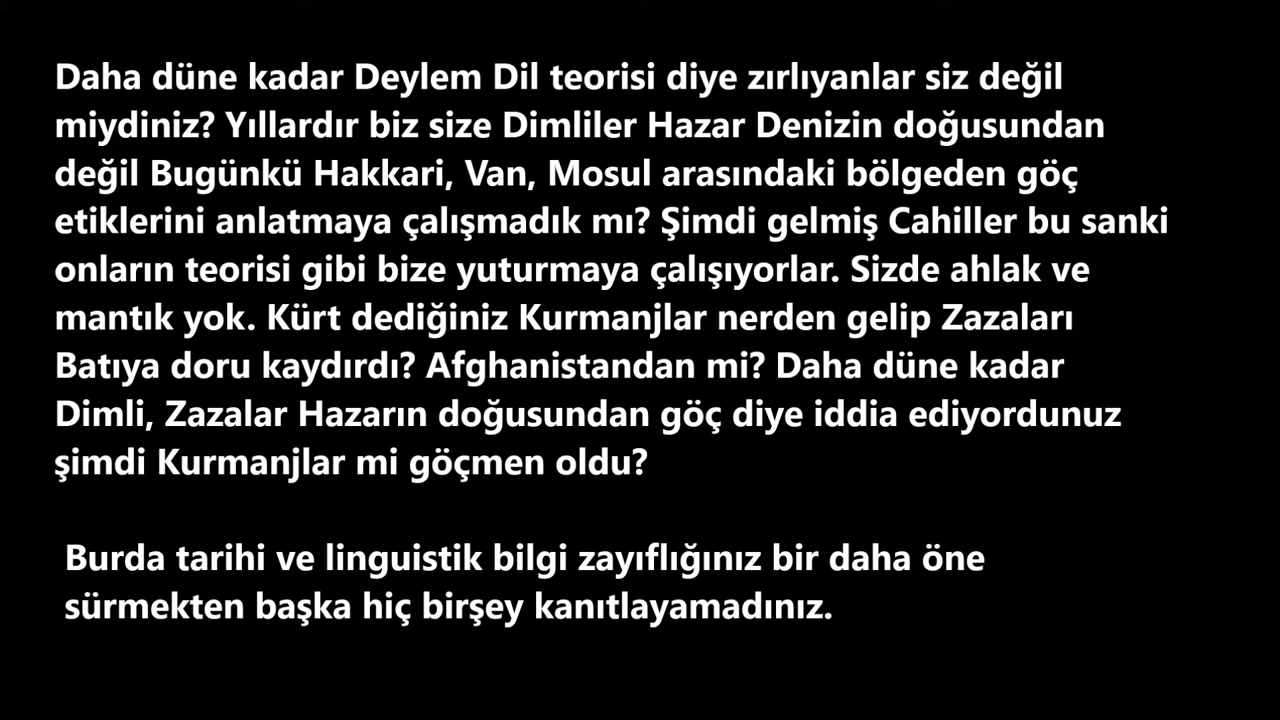 Daha düne kadar Deylem Dil teorisi diye zırlıyanlar siz değil
miydiniz? Yıllardır biz size Dimliler Hazar Denizin doğusundan
değil Bugünkü Hakkari, Van, Mosul arasındaki bölgeden göç
etiklerini anlatmaya çalışmadık mı? Şimdi gelmiş Cahiller bu sanki
onların teorisi gibi bize yuturmaya çalışıyorlar. Sizde ahlak ve
mantık yok. Kürt dediğiniz Kurmanjlar nerden gelip Zazaları
Batıya doru kaydırdı? Afghanistandan mi? Daha düne kadar
Dimli, Zazalar Hazarın doğusundan göç diye iddia ediyordunuz
şimdi Kurmanjlar mi göçmen oldu?
Burda tarihi ve linguistik bilgi zayıflığınız bir daha öne
sürmekten başka hiç birşey kanıtlayamadınız.